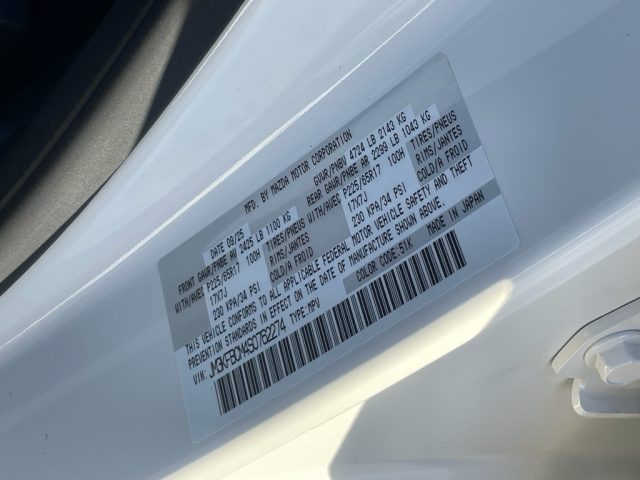 MFD. BY MAZDA MOTOR CORPORATION
DATE 09/25 GVWR/PNBV 4724 LB 2143 KG
FRONT GAWR/PNBE AV 2425 LB 1100 KG REAR GAWR/PNBE AR 2299 LB 1043 KG
WITH/AVEC P225/65R17 100H TIRES/PNEUS WITH/AVEC P225/65R17 100H TIRES/PNEUS
17X7J RIMS/JANTES 17X7J RIMS/JANTES
230 KPA/34 PSI COLD/A FROID 230 KPA/34 PSI COLD/A FROID
THIS VEHICLE CONFORMS TO ALL APPLICABLE FEDERAL MOTOR VEHICLE SAFETY AND THEFT
PREVENTION STANDARDS IN EFFECT ON THE DATE OF MANUFACTURE SHOWN ABOVE.
VEHICLE TYPE:MPV COLOR CODE: 51K MADE IN JAPAN